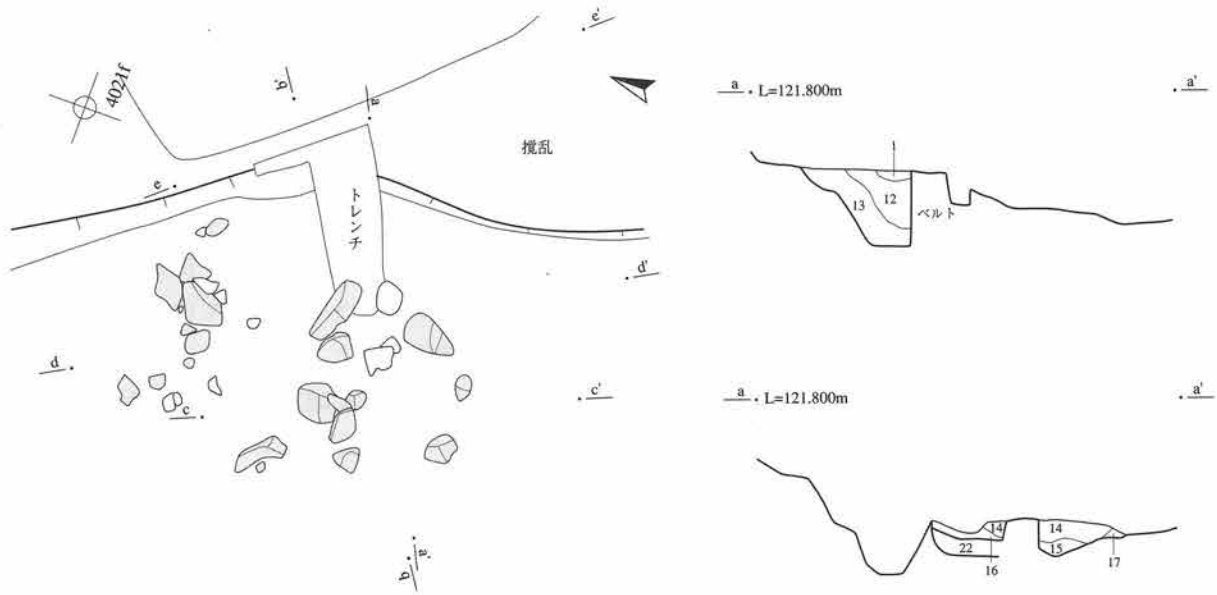 e'
4021f
b'
a
a L=121.800m
a'
1
12
13
ベルト
攪乱
トレンチ
e
d'
d
c
c'
a L=121.800m
a'
14
14
22
15
16
17
a'
b